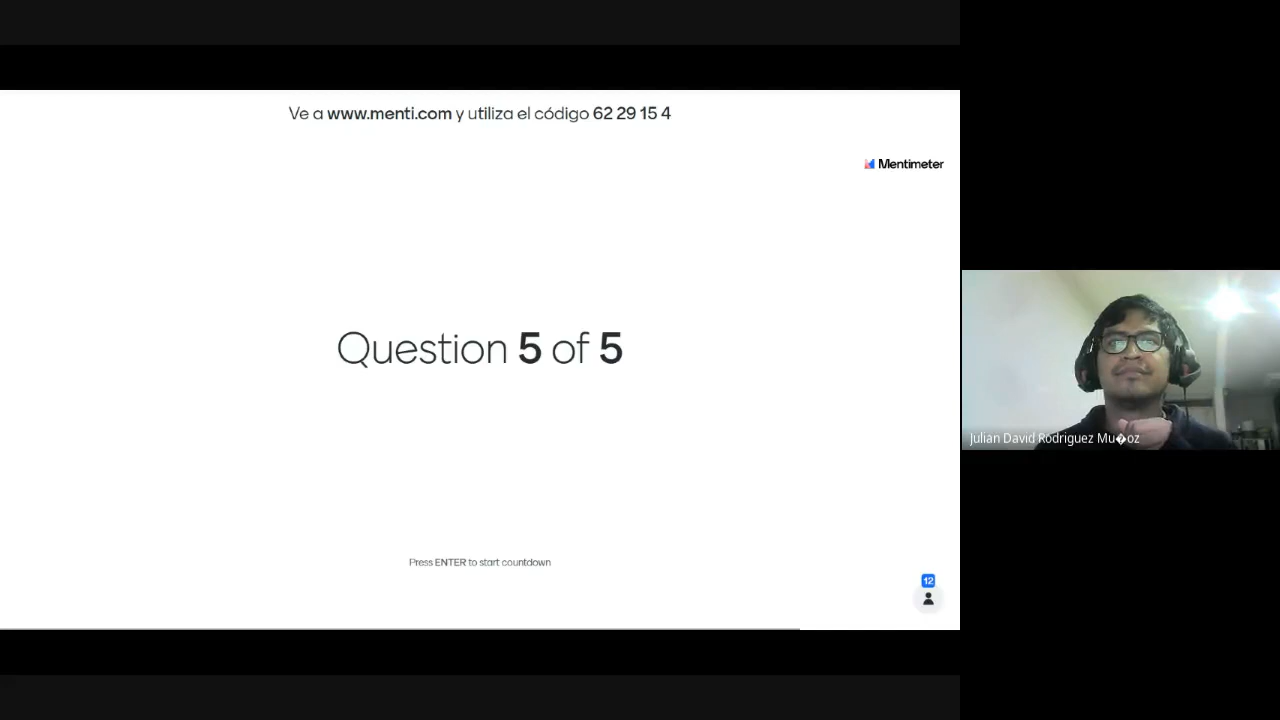 Ve a www.menti.com y utiliza el código 62 29 15 4
Mentimeter
Question 5 of 5
Julian David Rodriguez Mu�oz
Press ENTER to start countdown
12